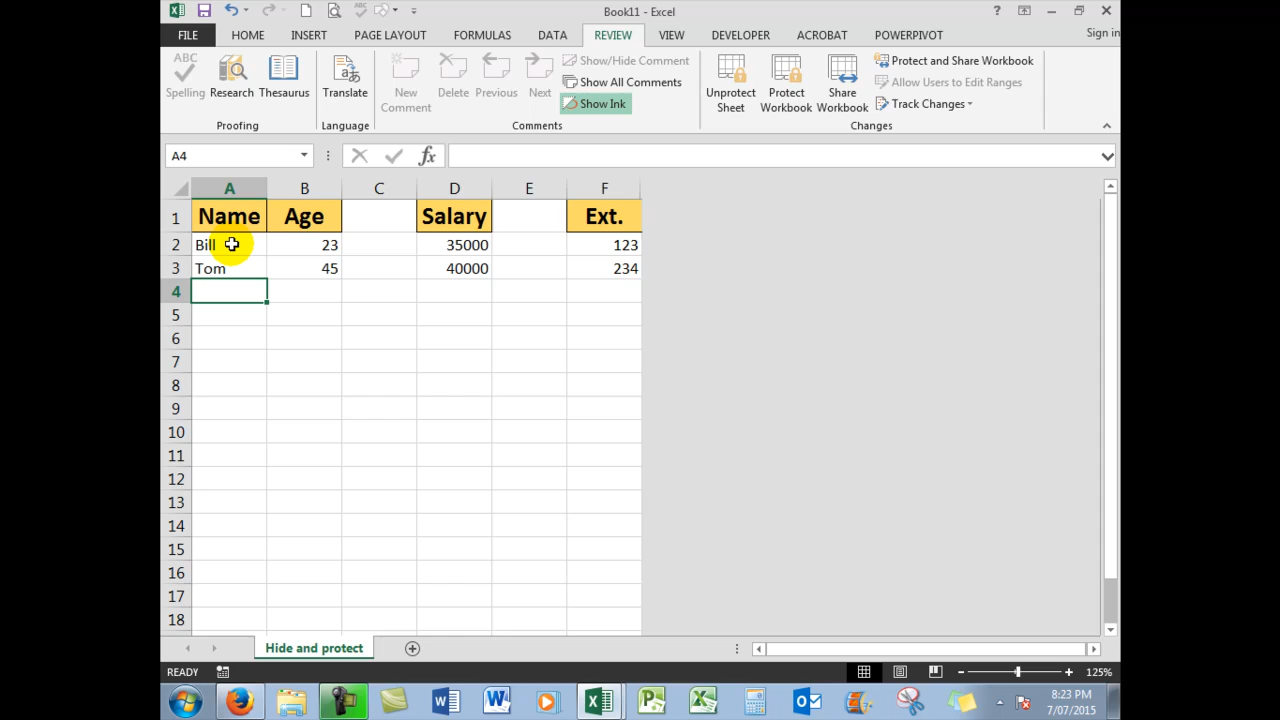 Book11 - Excel
FILE HOME INSERT PAGE LAYOUT FORMULAS DATA REVIEW VIEW DEVELOPER ACROBAT POWERPIVOT Sign in
ABC
Spelling Research Thesaurus
Proofing
Translate
Language
New Comment
Delete Previous Next
Show/Hide Comment
Show All Comments
Show Ink
Comments
Unprotect Sheet
Protect Workbook
Share Workbook
Protect and Share Workbook
Allow Users to Edit Ranges
Track Changes
Changes
A4 fx
A B C D E F
1 Name Age Salary Ext.
2 Bill 23 35000 123
3 Tom 45 40000 234
4
5
6
7
8
9
10
11
12
13
14
15
16
17
18
Hide and protect
READY 125%
8:23 PM
7/07/2015